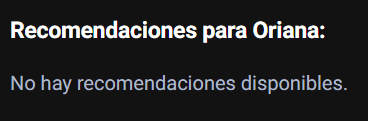 Recomendaciones para Oriana:
No hay recomendaciones disponibles.